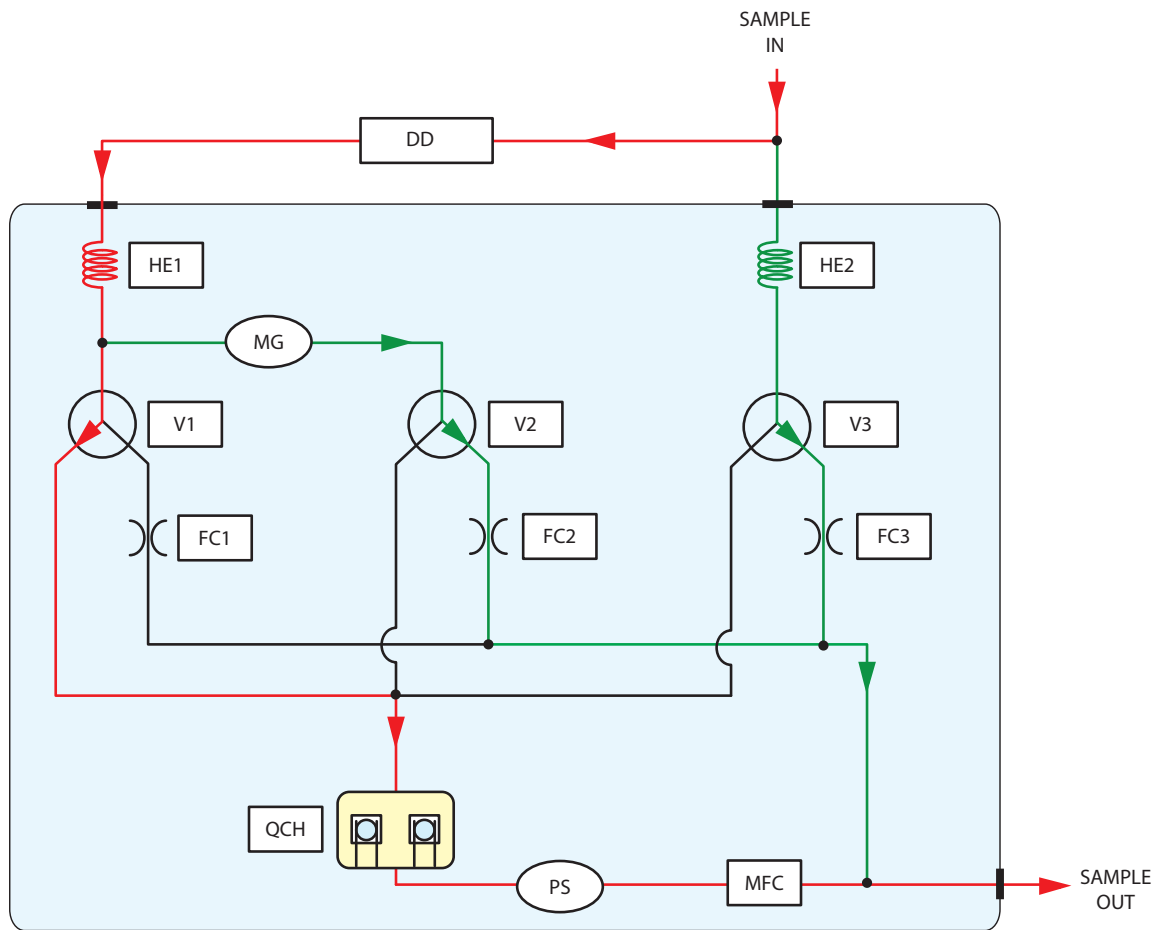 SAMPLE
IN
DD
HE1
HE2
MG
V1
V2
V3
FC1
FC2
FC3
QCH
PS
MFC
SAMPLE
OUT